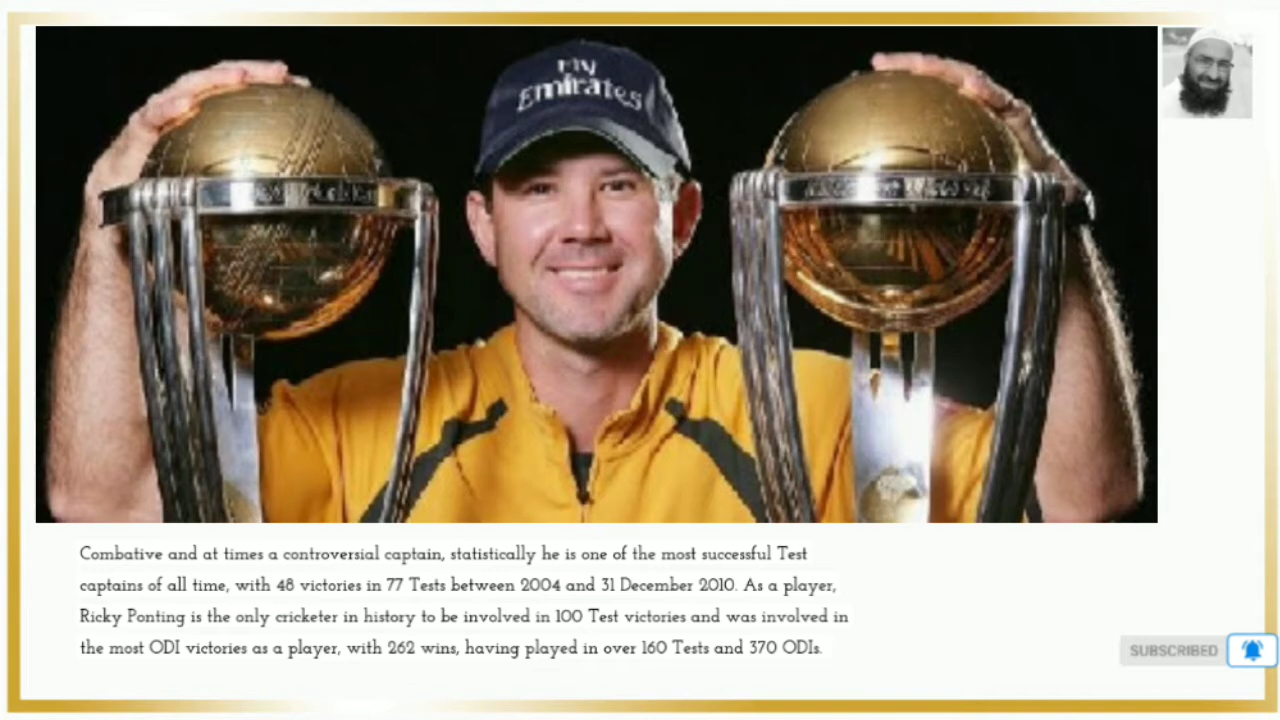 Fly
Emirates
Combative and at times a controversial captain, statistically he is one of the most successful Test
captains of all time, with 48 victories in 77 Tests between 2004 and 31 December 2010. As a player,
Ricky Ponting is the only cricketer in history to be involved in 100 Test victories and was involved in
the most ODI victories as a player, with 262 wins, having played in over 160 Tests and 370 ODIs.
SUBSCRIBED